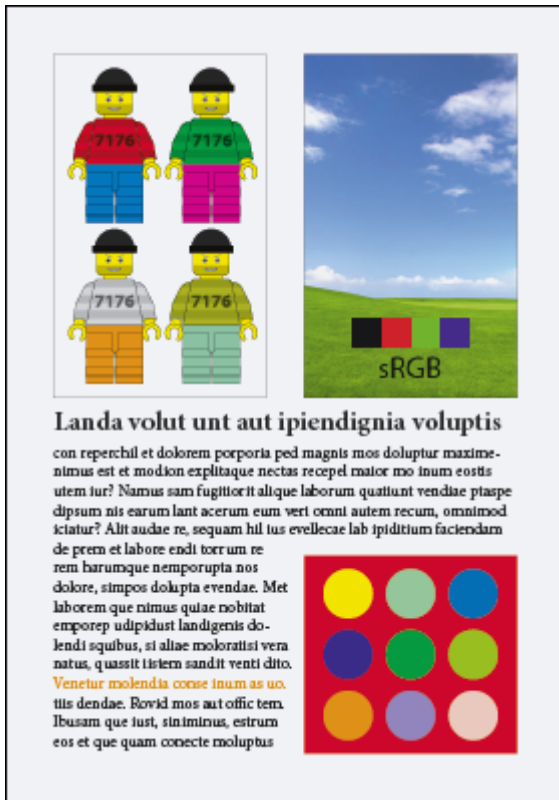 7176
7176
7176
7176
sRGB
Landa volut unt aut ipiendignia voluptis
con reperchil et dolorem porporia ped magnis mos doluptur maxime-
nimus est et modion explitaque nectas recepel maior mo inum eostis
utem iur? Namus sam fugitiorit alique laborum quatiunt vendiae ptaspe
dipsum nis earum lant acerum eum veri omni autem recum, omnimod
iciatur? Alit audae re, sequam hil ius evellecae lab ipiditium faciendam
de prem et labore endi torrum re
rem harumque nemporupta nos
dolore, simpos dolupta evendae. Met
laborem que nimus quiae nobitat
emporep udipidust landigenis do-
lendi squibus, si aliae moloratisi vera
natus, quassit iistem sandit venti dito.
Venetur molendia conse inum as uo.
tiis dendae. Rovid mos aut offic tem.
Ibusam que iust, siniminus, estrum
eos et que quam conecte moluptus